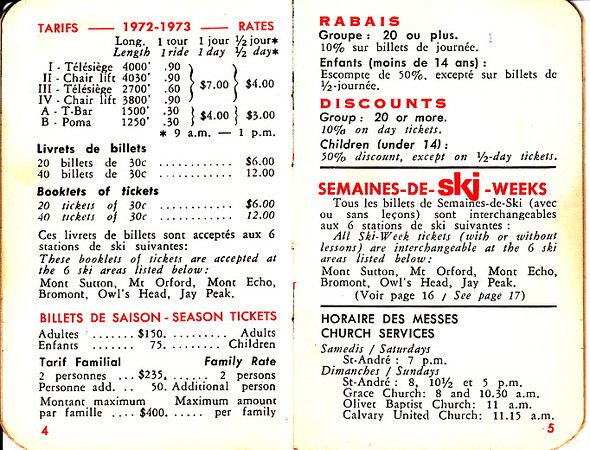 TARIFS — 1972-1973 — RATES
Long. 1 tour 1 jour ½ jour*
Length 1 ride 1 day ½ day*
I - Télésiège 4000' .90
II - Chair lift 4030' .90
$7.00 $4.00
III - Télésiège 2700' .60
IV - Chair lift 3800' .90
A - T-Bar 1500' .30
$4.00 $3.00
B - Poma 1250' .30
* 9 a.m. — 1 p.m.
Livrets de billets
20 billets de 30c ............ $6.00
40 billets de 30c ............ 12.00
Booklets of tickets
20 tickets of 30c ............ $6.00
40 tickets of 30c ............ 12.00
Ces livrets de billets sont acceptés aux 6
stations de ski suivantes:
These booklets of tickets are accepted at
the 6 ski areas listed below:
Mont Sutton, Mt Orford, Mont Echo,
Bromont, Owl's Head, Jay Peak.
BILLETS DE SAISON - SEASON TICKETS
Adultes ....... $150. ......... Adults
Enfants ....... 75. ......... Children
Tarif Familial Family Rate
2 personnes ... $235. ...... 2 persons
Personne add. .. 50. Additional person
Montant maximum Maximum amount
par famille .... $400. ..... per family
4
RABAIS
Groupe : 20 ou plus.
10% sur billets de journée.
Enfants (moins de 14 ans) :
Escompte de 50%. excepté sur billets de
½-journée.
DISCOUNTS
Group : 20 or more.
10% on day tickets.
Children (under 14) :
50% discount, except on ½-day tickets.
SEMAINES-DE-ski-WEEKS
Tous les billets de Semaines-de-Ski (avec
ou sans leçons) sont interchangeables
aux 6 stations de ski suivantes :
All Ski-Week tickets (with or without
lessons) are interchangeable at the 6 ski
areas listed below:
Mont Sutton, Mt Orford, Mont Echo,
Bromont, Owl's Head, Jay Peak.
(Voir page 16 / See page 17)
HORAIRE DES MESSES
CHURCH SERVICES
Samedis / Saturdays
St-André : 7 p.m.
Dimanches / Sundays
St-André : 8, 10½ et 5 p.m.
Grace Church: 8 and 10.30 a.m.
Olivet Baptist Church: 11 a.m.
Calvary United Church: 11.15 a.m.
5